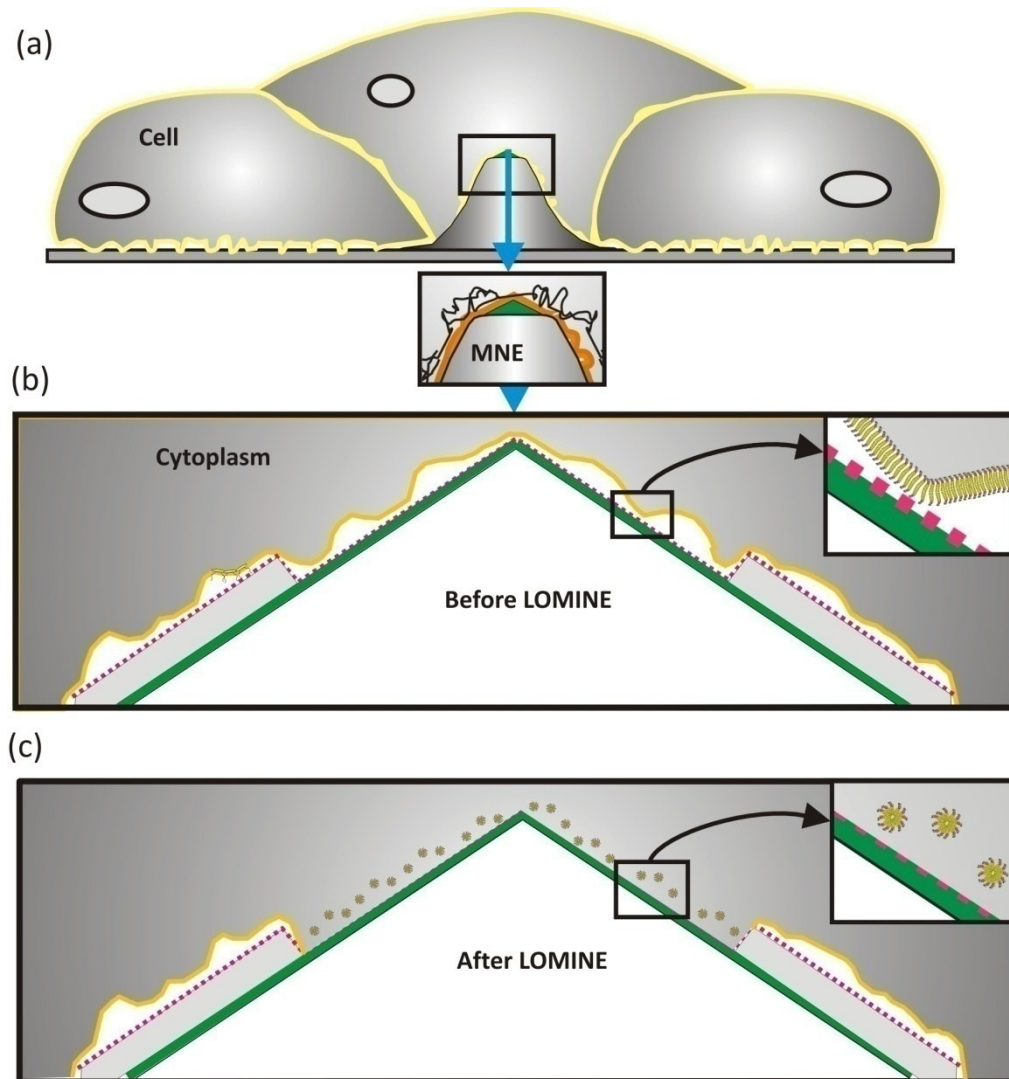 (a)
Cell
MNE
(b)
Cytoplasm
Before LOMINE
(c)
After LOMINE